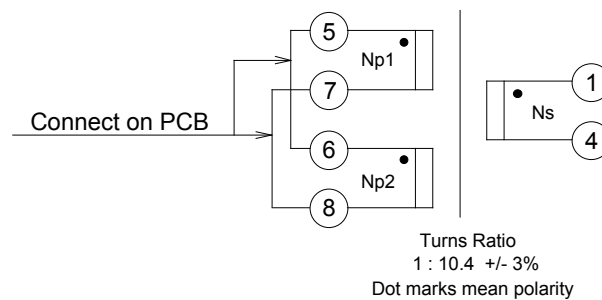 5
Np1
7
1
Connect on PCB
Ns
6
4
Np2
8
Turns Ratio
1 : 10.4 +/- 3%
Dot marks mean polarity